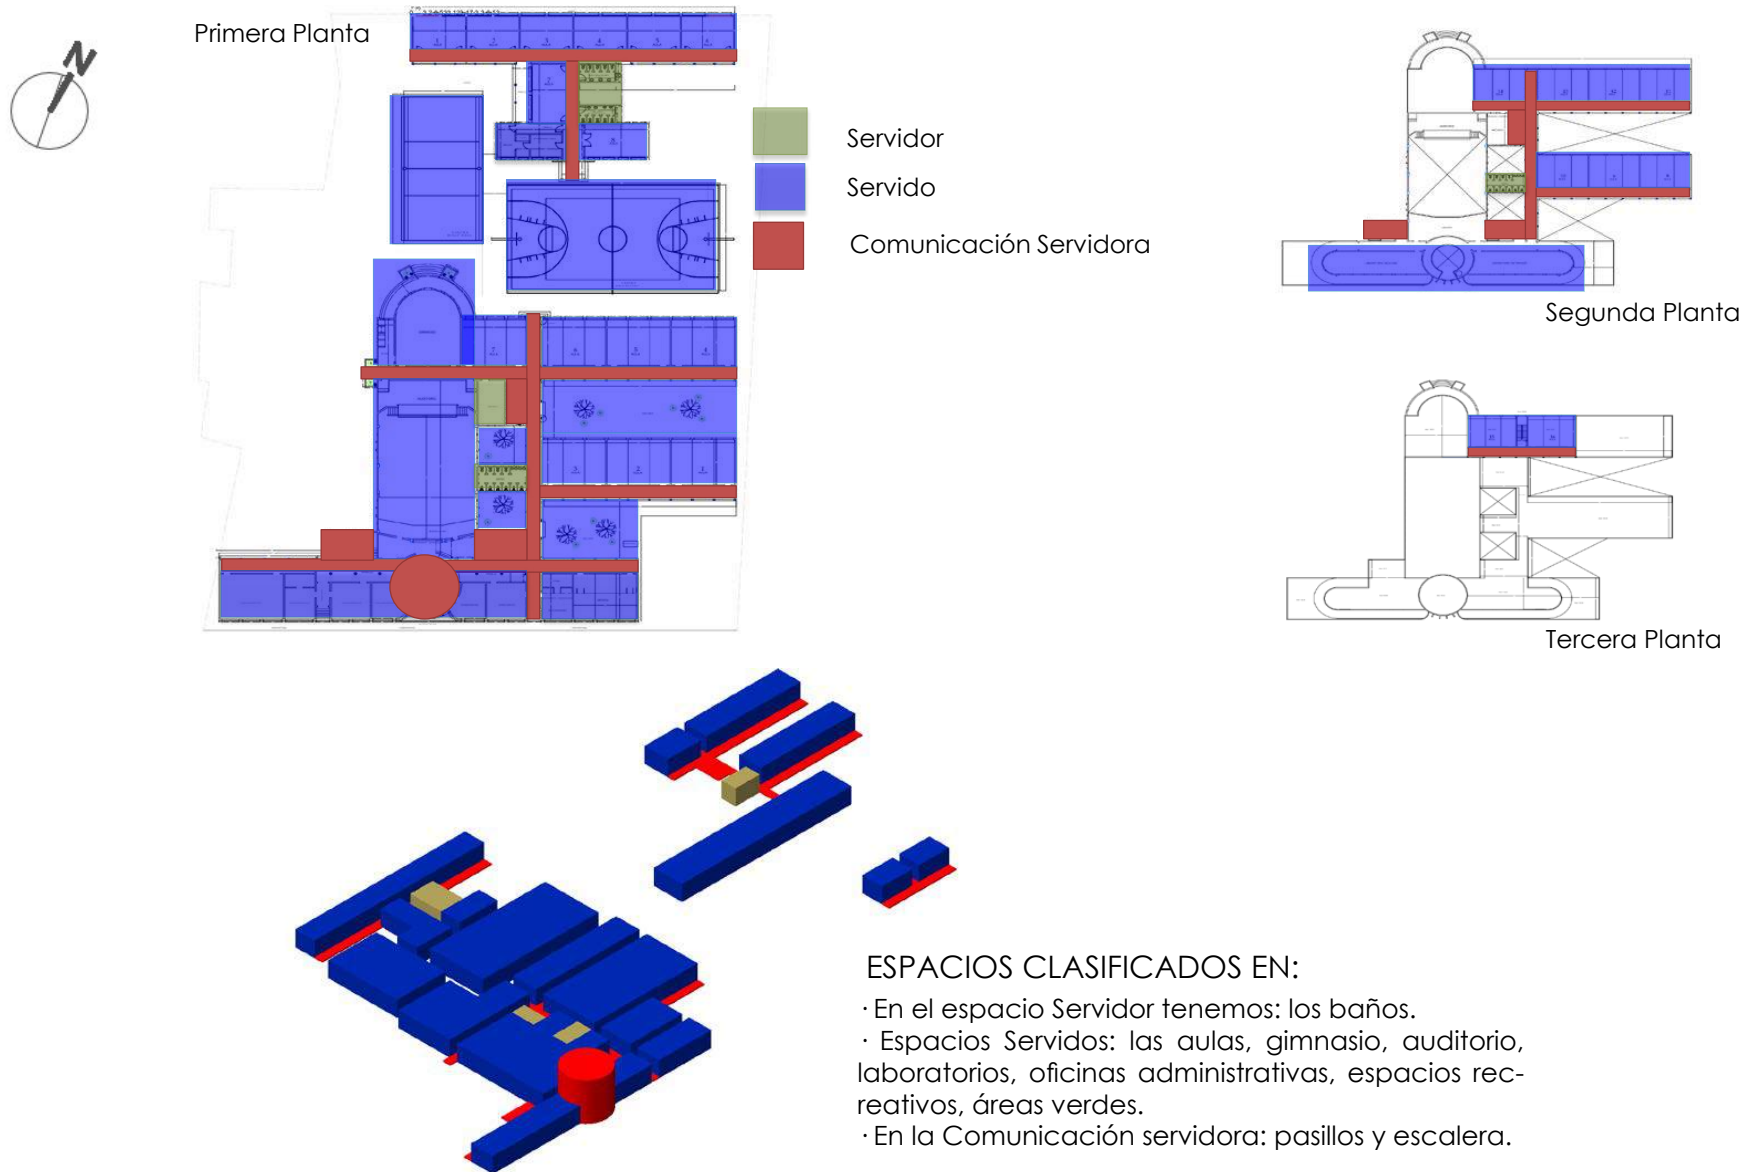 Primera Planta
N
Servidor
Servido
Comunicación Servidora
Segunda Planta
Tercera Planta
ESPACIOS CLASIFICADOS EN:
· En el espacio Servidor tenemos: los baños.
· Espacios Servidos: las aulas, gimnasio, auditorio,
laboratorios, oficinas administrativas, espacios rec-
reativos, áreas verdes.
· En la Comunicación servidora: pasillos y escalera.